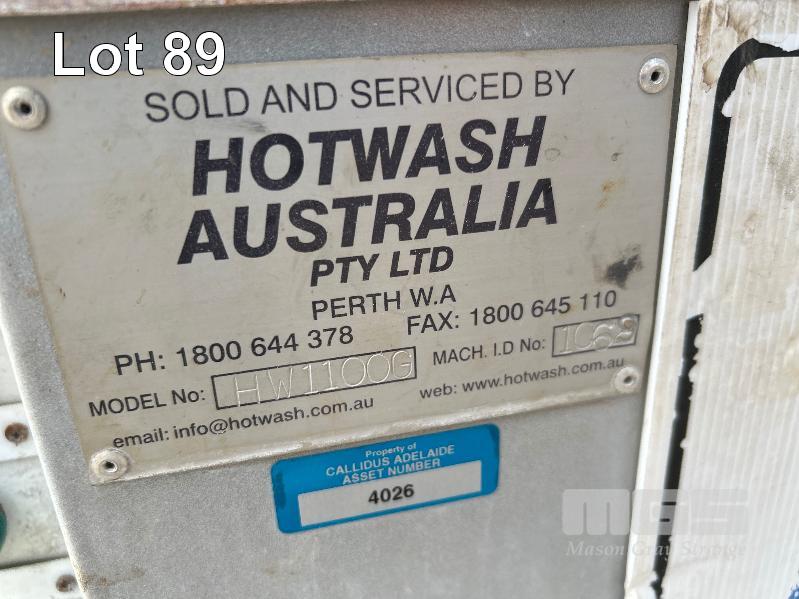 Lot 89
SOLD AND SERVICED BY
HOTWASH
AUSTRALIA
PTY LTD
PERTH W.A
PH: 1800 644 378 FAX: 1800 645 110
MODEL No: HW1100G MACH. I.D No: 1062
email: info@hotwash.com.au web: www.hotwash.com.au
Property of
CALLIDUS ADELAIDE
ASSET NUMBER
4026
MGS
Mason Gray Strange